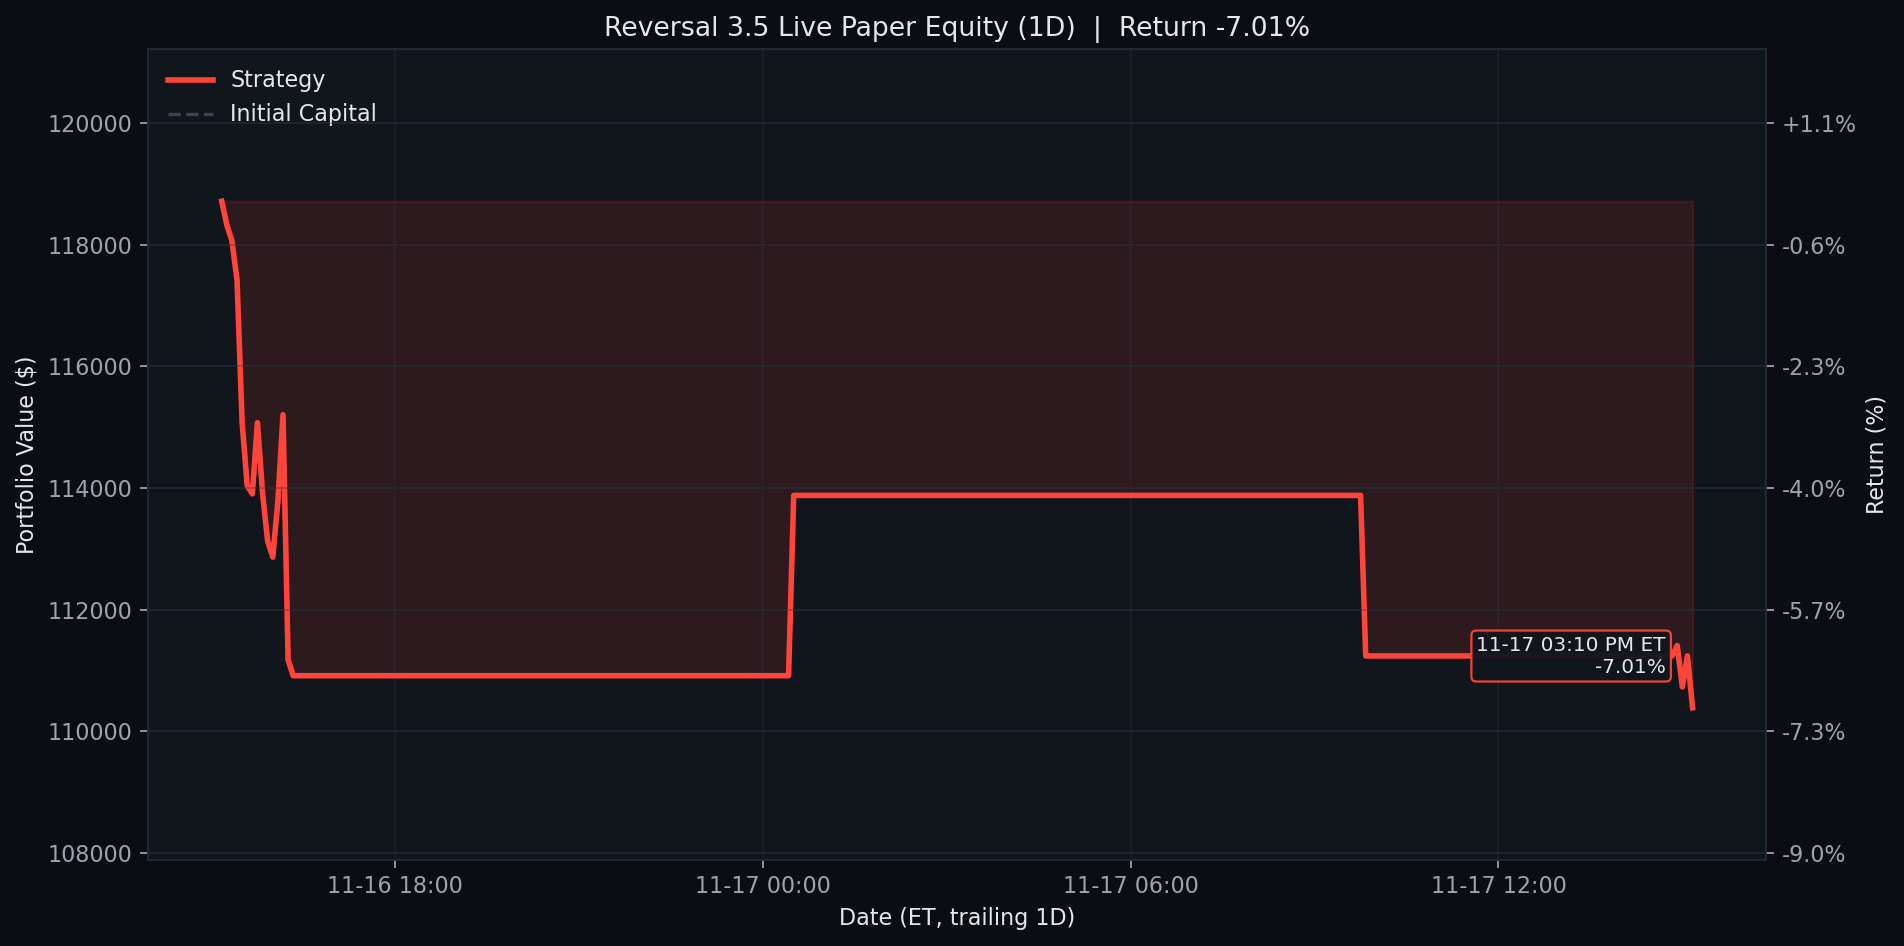 Reversal 3.5 Live Paper Equity (1D)  |  Return -7.01%
Strategy
Initial Capital
120000
118000
116000
114000
112000
110000
108000
Portfolio Value ($)
+1.1%
-0.6%
-2.3%
-4.0%
-5.7%
-7.3%
-9.0%
Return (%)
11-17 03:10 PM ET
-7.01%
11-16 18:00
11-17 00:00
11-17 06:00
11-17 12:00
Date (ET, trailing 1D)